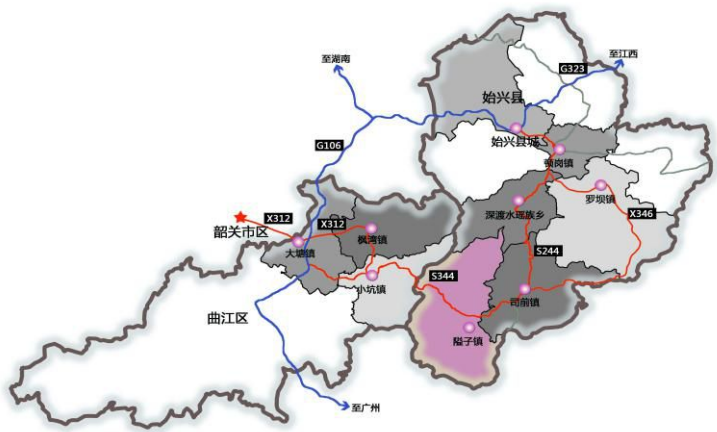 至湖南
至江西
G323
始兴县
G106
始兴县城
顿岗镇
罗坝镇
深渡水瑶族乡
X346
X312
韶关市区
X312
枫湾镇
大塘镇
S244
S344
小坑镇
司前镇
曲江区
隘子镇
至广州